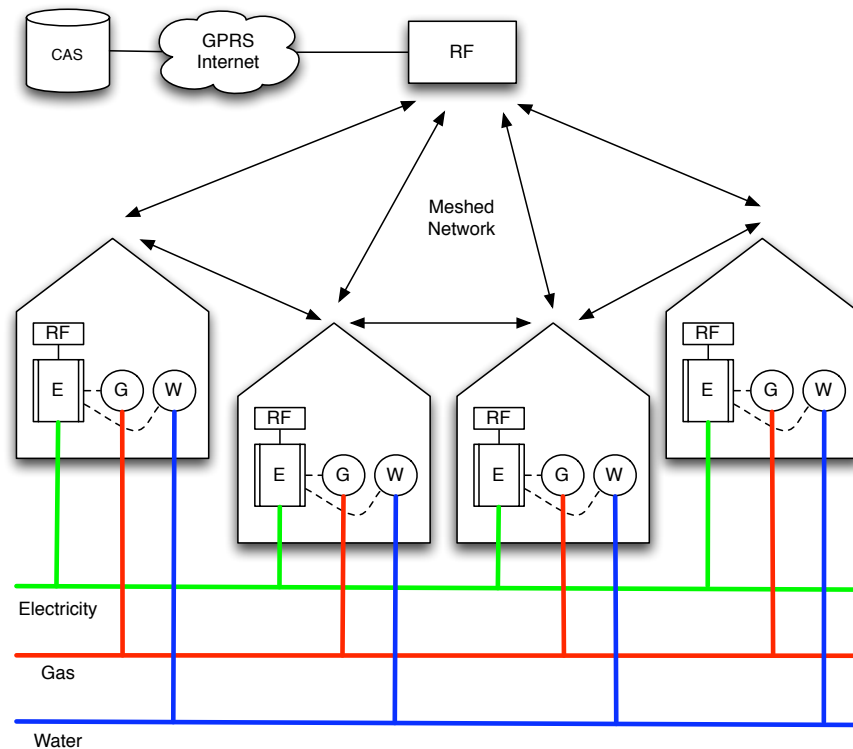 CAS
GPRS
Internet
RF
Meshed
Network
RF
E
G
W
RF
E
G
W
RF
E
G
W
RF
E
G
W
Electricity
Gas
Water